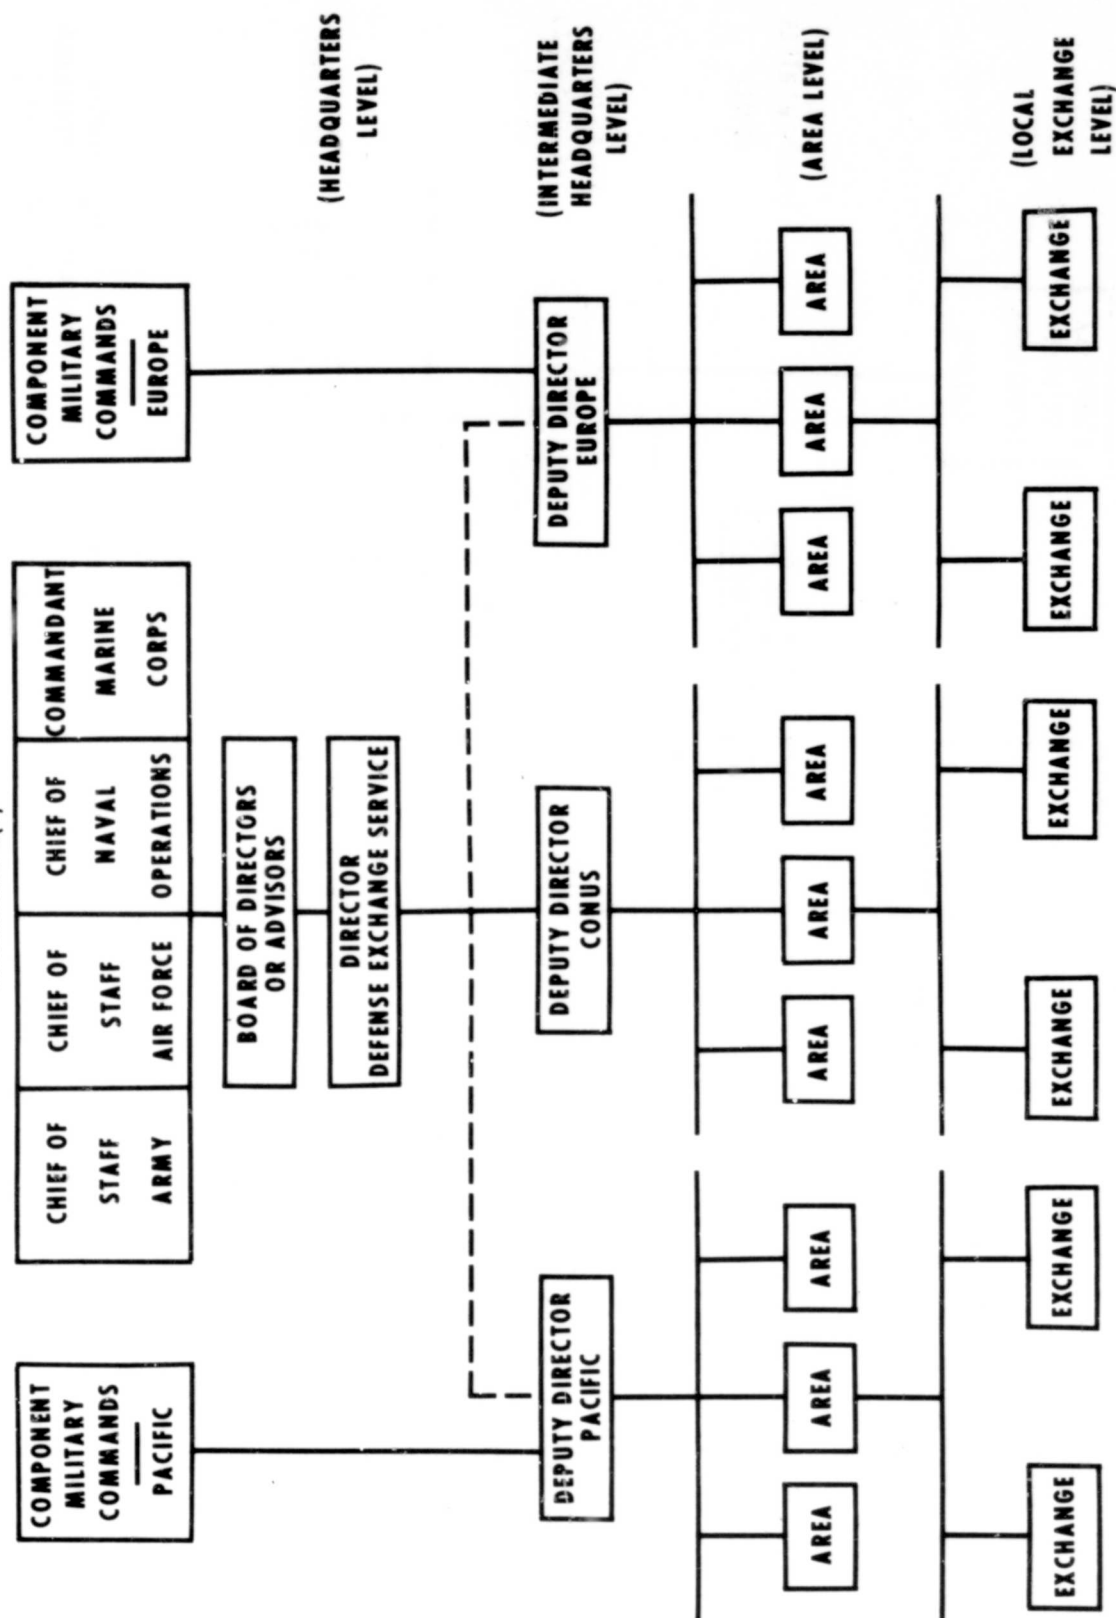 COMPONENT
MILITARY
COMMANDS
PACIFIC
CHIEF OF
STAFF
ARMY
CHIEF OF
STAFF
AIR FORCE
CHIEF OF
NAVAL
OPERATIONS
COMMANDANT
MARINE
CORPS
COMPONENT
MILITARY
COMMANDS
EUROPE
BOARD OF DIRECTORS
OR ADVISORS
DIRECTOR
DEFENSE EXCHANGE SERVICE
(HEADQUARTERS
LEVEL)
DEPUTY DIRECTOR
PACIFIC
DEPUTY DIRECTOR
CONUS
DEPUTY DIRECTOR
EUROPE
(INTERMEDIATE
HEADQUARTERS
LEVEL)
AREA
AREA
AREA
AREA
AREA
AREA
AREA
AREA
AREA
(AREA LEVEL)
EXCHANGE
EXCHANGE
EXCHANGE
EXCHANGE
EXCHANGE
EXCHANGE
(LOCAL
EXCHANGE
LEVEL)